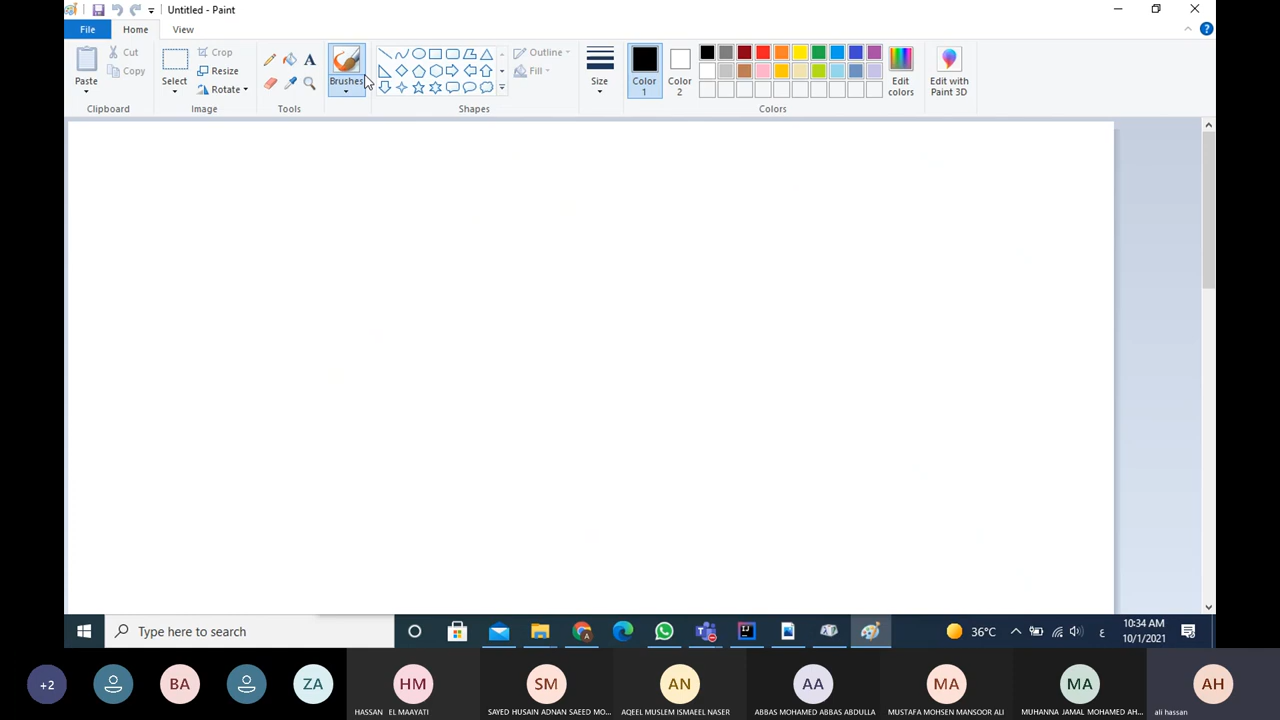 Untitled - Paint
File
Home
View
Paste
Cut
Copy
Clipboard
Select
Crop
Resize
Rotate
Image
A
Tools
Brushes
Shapes
Outline
Fill
Size
Color
1
Color
2
Edit
colors
Colors
Edit with
Paint 3D
?
Type here to search
36°C
ع
10:34 AM
10/1/2021
+2
BA
ZA
HM
HASSAN EL MAAYATI
SM
SAYED HUSAIN ADNAN SAEED MO...
AN
AQEEL MUSLEM ISMAEEL NASER
AA
ABBAS MOHAMED ABBAS ABDULLA
MA
MUSTAFA MOHSEN MANSOOR ALI
MA
MUHANNA JAMAL MOHAMED AH...
AH
ali hassan